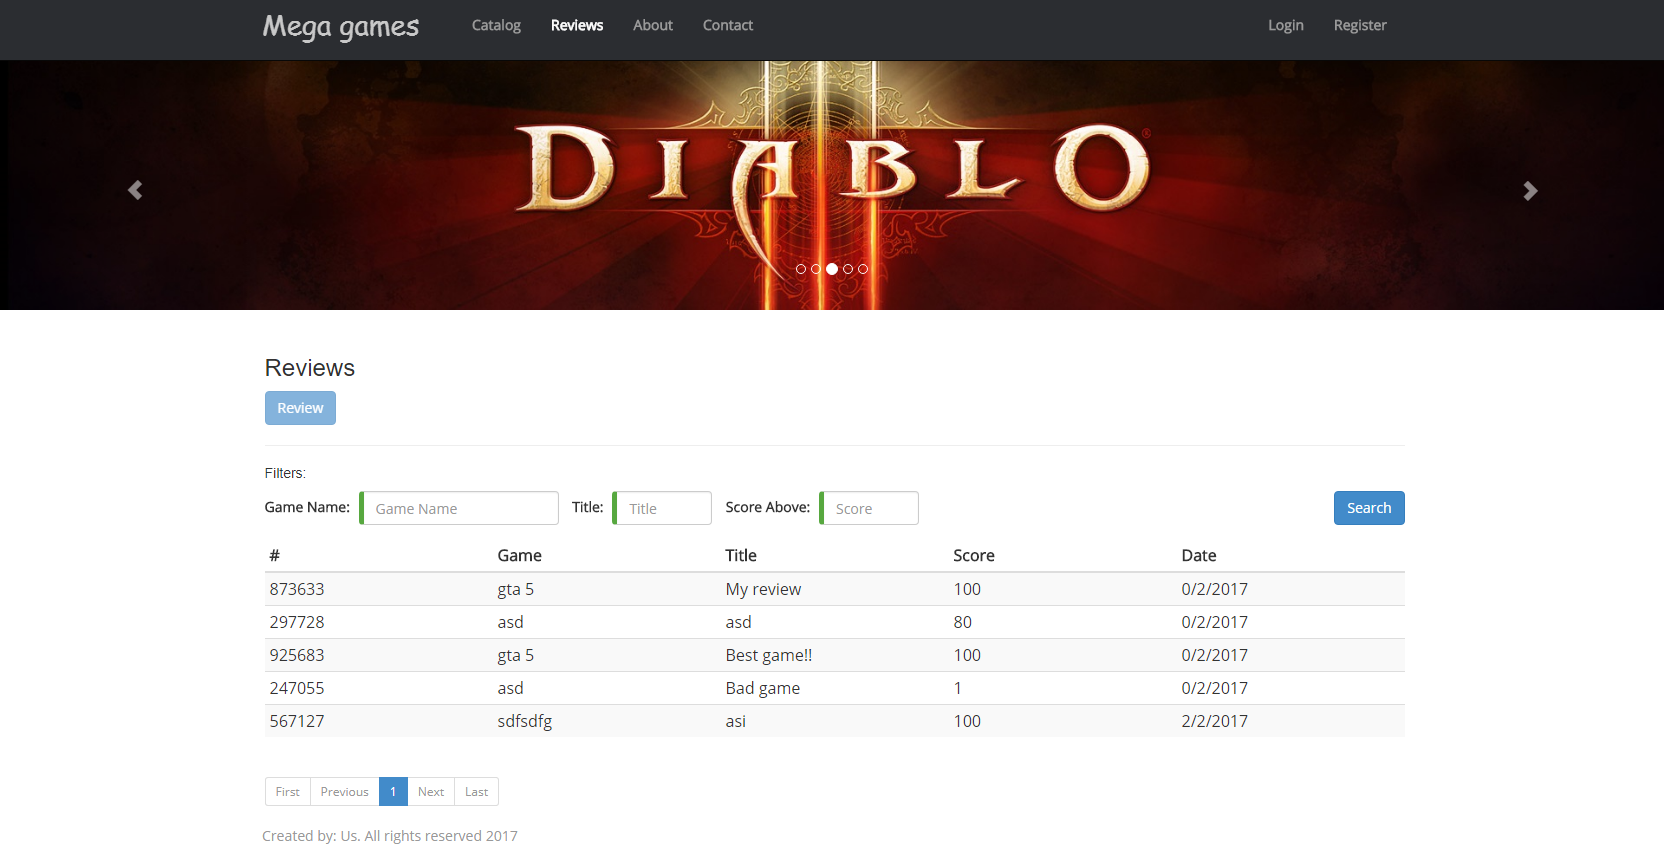 Mega games Catalog Reviews About Contact Login Register
DIABLO ®
Reviews
Review
Filters:
Game Name: Game Name Title: Title Score Above: Score Search
# Game Title Score Date
873633 gta 5 My review 100 0/2/2017
297728 asd asd 80 0/2/2017
925683 gta 5 Best game!! 100 0/2/2017
247055 asd Bad game 1 0/2/2017
567127 sdfsdfg asi 100 2/2/2017
First Previous 1 Next Last
Created by: Us. All rights reserved 2017